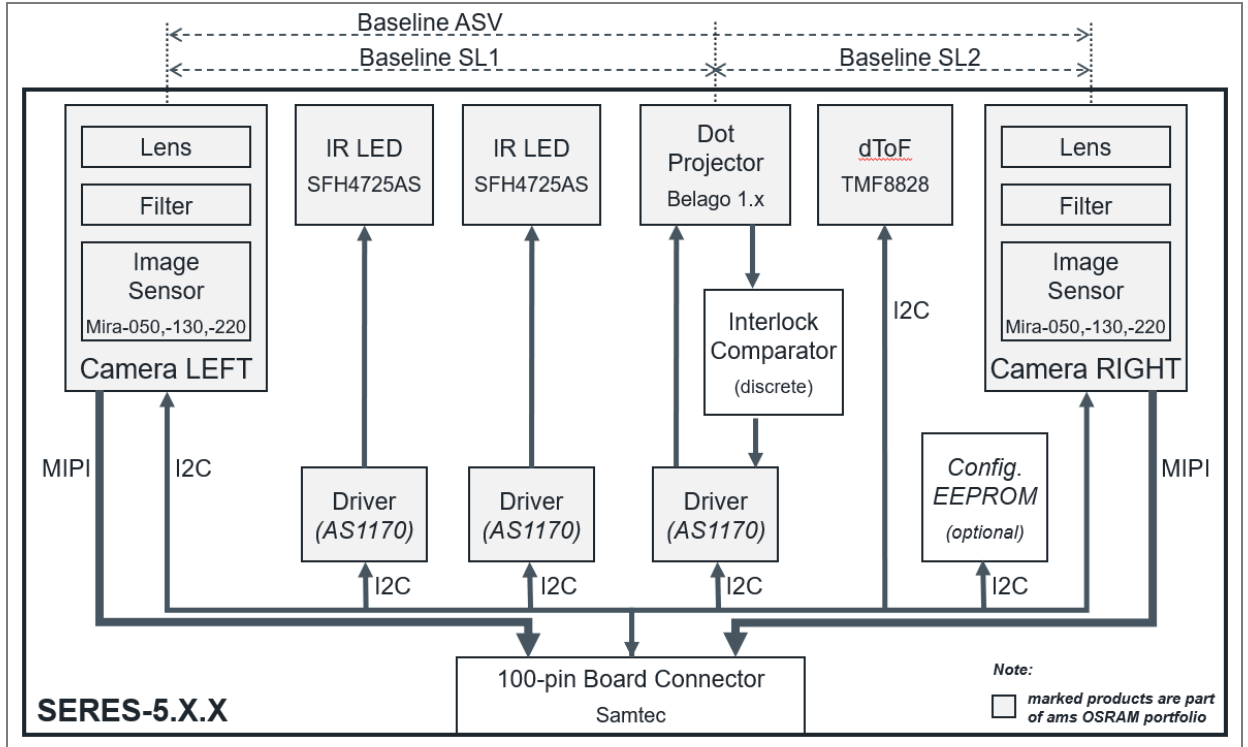 Baseline ASV
Baseline SL1
Baseline SL2
Lens
Filter
Image
Sensor
Mira-050,-130,-220
Camera LEFT
IR LED
SFH4725AS
IR LED
SFH4725AS
Dot
Projector
Belago 1.x
dToF
TMF8828
Lens
Filter
Image
Sensor
Mira-050,-130,-220
Camera RIGHT
Interlock
Comparator
(discrete)
I2C
MIPI
I2C
Driver
(AS1170)
Driver
(AS1170)
Driver
(AS1170)
Config.
EEPROM
(optional)
MIPI
I2C
I2C
I2C
I2C
100-pin Board Connector
Samtec
SERES-5.X.X
Note:
marked products are part
of ams OSRAM portfolio